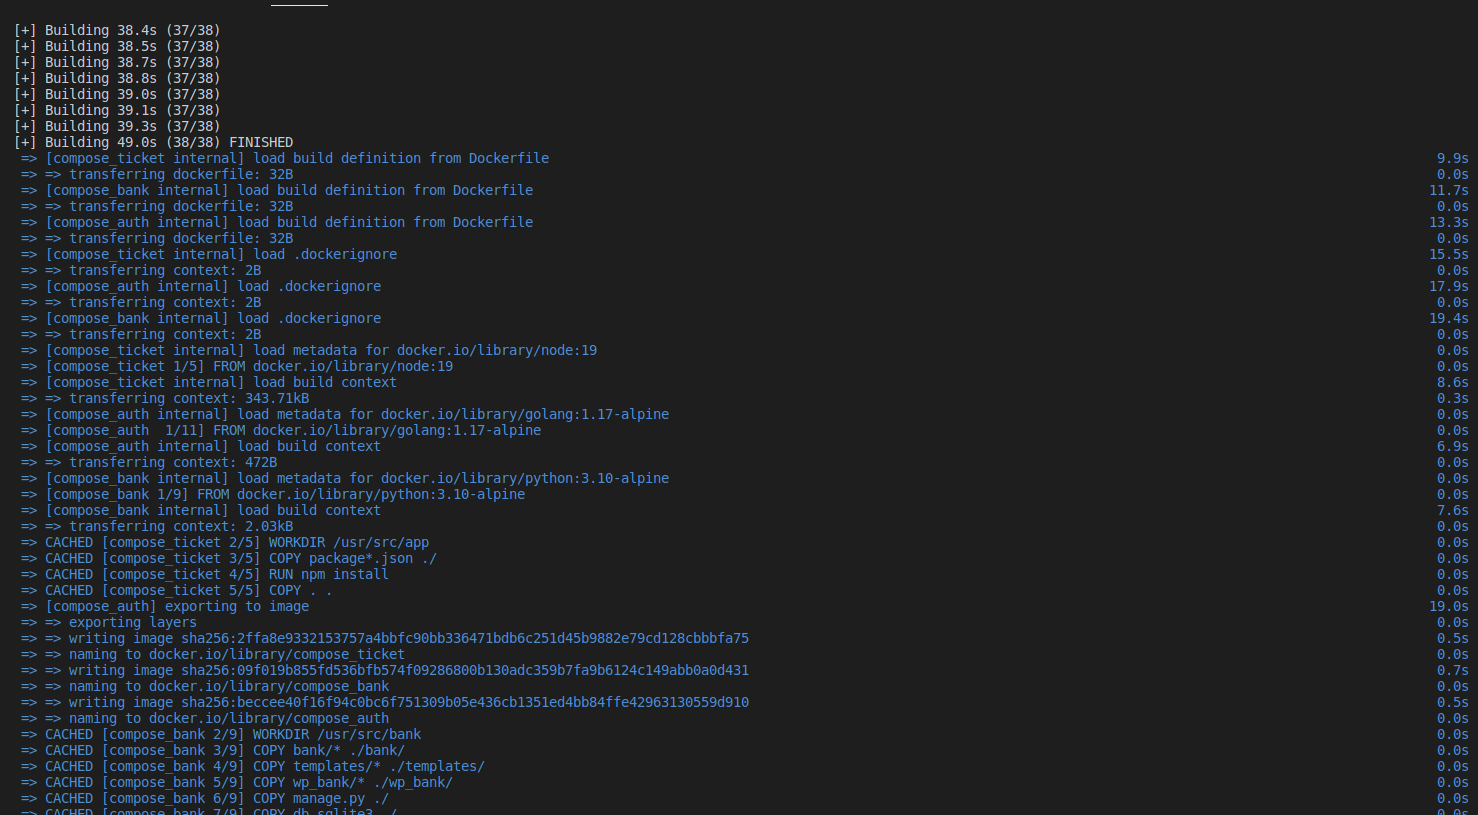 [+] Building 38.4s (37/38)
[+] Building 38.5s (37/38)
[+] Building 38.7s (37/38)
[+] Building 38.8s (37/38)
[+] Building 39.0s (37/38)
[+] Building 39.1s (37/38)
[+] Building 39.3s (37/38)
[+] Building 49.0s (38/38) FINISHED
=> [compose_ticket internal] load build definition from Dockerfile 9.9s
=> => transferring dockerfile: 32B 0.0s
=> [compose_bank internal] load build definition from Dockerfile 11.7s
=> => transferring dockerfile: 32B 0.0s
=> [compose_auth internal] load build definition from Dockerfile 13.3s
=> => transferring dockerfile: 32B 0.0s
=> [compose_ticket internal] load .dockerignore 15.5s
=> => transferring context: 2B 0.0s
=> [compose_auth internal] load .dockerignore 17.9s
=> => transferring context: 2B 0.0s
=> [compose_bank internal] load .dockerignore 19.4s
=> => transferring context: 2B 0.0s
=> [compose_ticket internal] load metadata for docker.io/library/node:19 0.0s
=> [compose_ticket 1/5] FROM docker.io/library/node:19 0.0s
=> [compose_ticket internal] load build context 8.6s
=> => transferring context: 343.71kB 0.3s
=> [compose_auth internal] load metadata for docker.io/library/golang:1.17-alpine 0.0s
=> [compose_auth  1/11] FROM docker.io/library/golang:1.17-alpine 0.0s
=> [compose_auth internal] load build context 6.9s
=> => transferring context: 472B 0.0s
=> [compose_bank internal] load metadata for docker.io/library/python:3.10-alpine 0.0s
=> [compose_bank 1/9] FROM docker.io/library/python:3.10-alpine 0.0s
=> [compose_bank internal] load build context 7.6s
=> => transferring context: 2.03kB 0.0s
=> CACHED [compose_ticket 2/5] WORKDIR /usr/src/app 0.0s
=> CACHED [compose_ticket 3/5] COPY package*.json ./ 0.0s
=> CACHED [compose_ticket 4/5] RUN npm install 0.0s
=> CACHED [compose_ticket 5/5] COPY . . 0.0s
=> [compose_auth] exporting to image 19.0s
=> => exporting layers 0.0s
=> => writing image sha256:2ffa8e9332153757a4bbfc90bb336471bdb6c251d45b9882e79cd128cbbbfa75 0.5s
=> => naming to docker.io/library/compose_ticket 0.0s
=> => writing image sha256:09f019b855fd536bfb574f09286800b130adc359b7fa9b6124c149abb0a0d431 0.7s
=> => naming to docker.io/library/compose_bank 0.0s
=> => writing image sha256:beccee40f16f94c0bc6f751309b05e436cb1351ed4bb84ffe42963130559d910 0.5s
=> => naming to docker.io/library/compose_auth 0.0s
=> CACHED [compose_bank 2/9] WORKDIR /usr/src/bank 0.0s
=> CACHED [compose_bank 3/9] COPY bank/* ./bank/ 0.0s
=> CACHED [compose_bank 4/9] COPY templates/* ./templates/ 0.0s
=> CACHED [compose_bank 5/9] COPY wp_bank/* ./wp_bank/ 0.0s
=> CACHED [compose_bank 6/9] COPY manage.py ./ 0.0s
=> CACHED [compose_bank 7/9] COPY db.sqlite3 ./ 0.0s